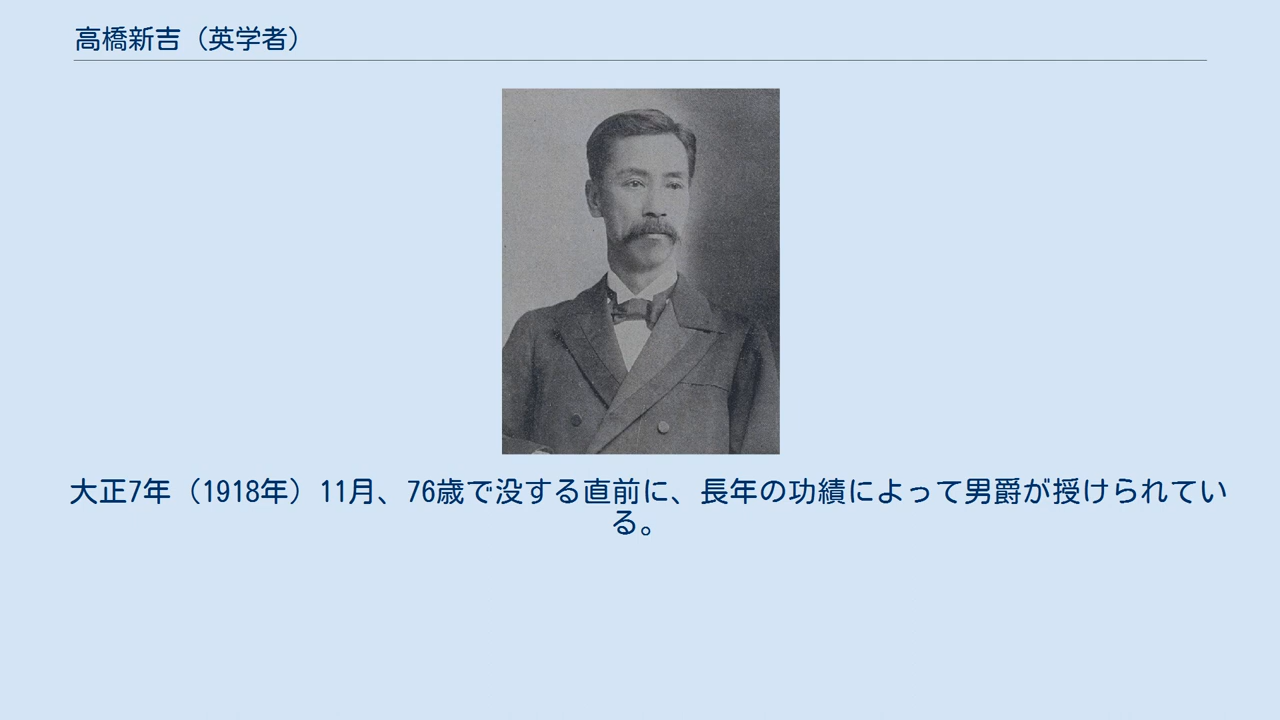 高橋新吉（英学者）
大正7年（1918年）11月、76歳で没する直前に、長年の功績によって男爵が授けられてい
る。